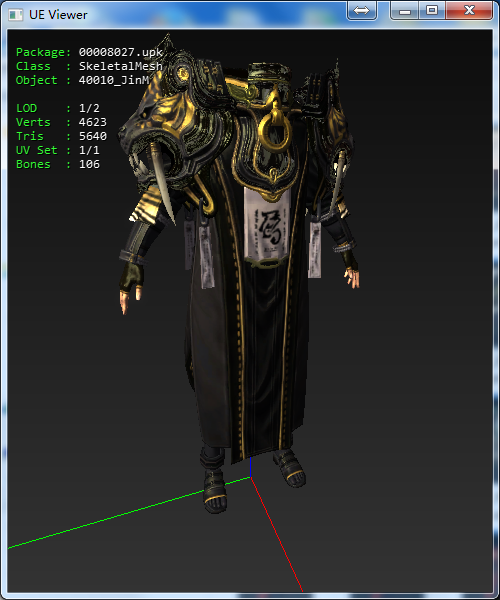 UE Viewer
Package: 00008027.upk
Class : SkeletalMesh
Object : 40010_JinM
LOD : 1/2
Verts : 4623
Tris : 5640
UV Set : 1/1
Bones : 106